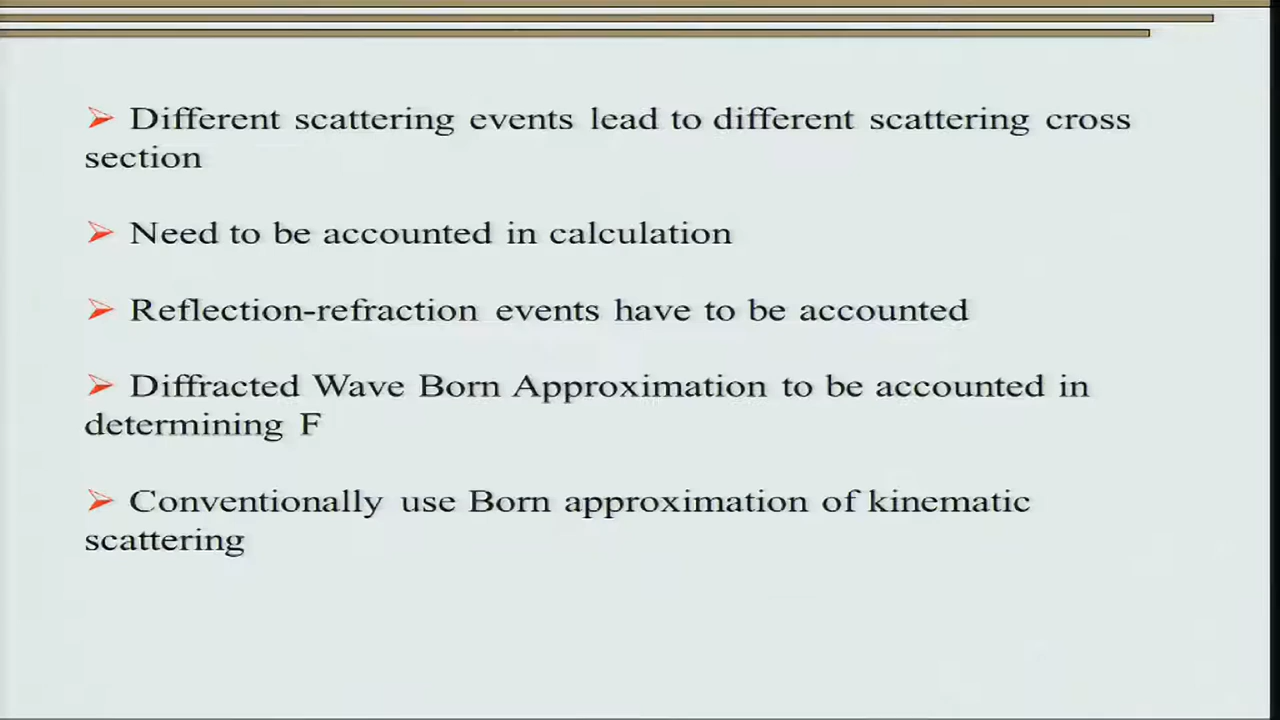 ➢ Different scattering events lead to different scattering cross
section
➢ Need to be accounted in calculation
➢ Reflection-refraction events have to be accounted
➢ Diffracted Wave Born Approximation to be accounted in
determining F
➢ Conventionally use Born approximation of kinematic
scattering